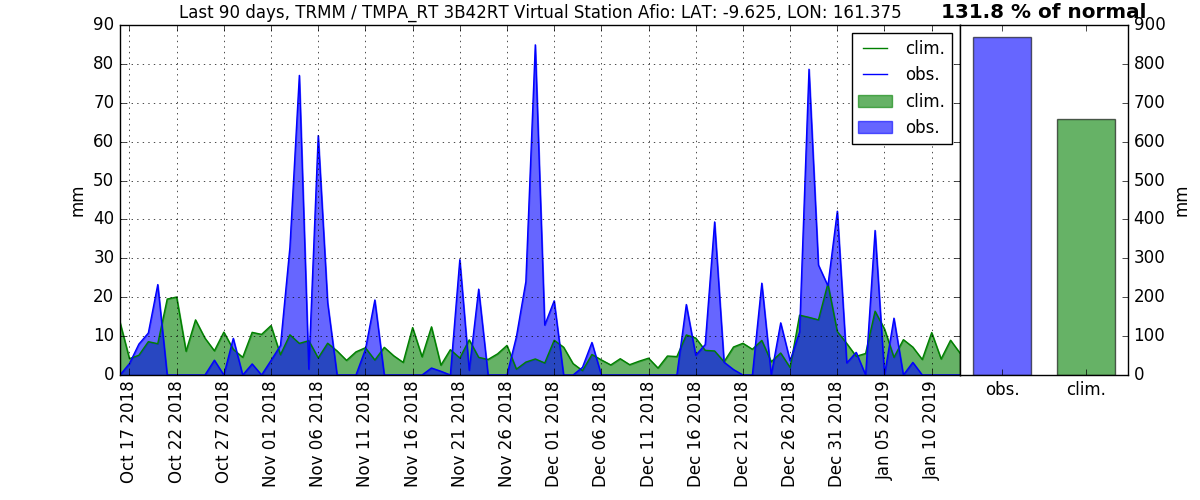 Last 90 days, TRMM / TMPA_RT 3B42RT Virtual Station Afio: LAT: -9.625, LON: 161.375
131.8 % of normal
90
80
70
60
50
40
30
20
10
0
mm
clim.
obs.
clim.
obs.
Oct 17 2018
Oct 22 2018
Oct 27 2018
Nov 01 2018
Nov 06 2018
Nov 11 2018
Nov 16 2018
Nov 21 2018
Nov 26 2018
Dec 01 2018
Dec 06 2018
Dec 11 2018
Dec 16 2018
Dec 21 2018
Dec 26 2018
Dec 31 2018
Jan 05 2019
Jan 10 2019
900
800
700
600
500
400
300
200
100
0
mm
obs.
clim.